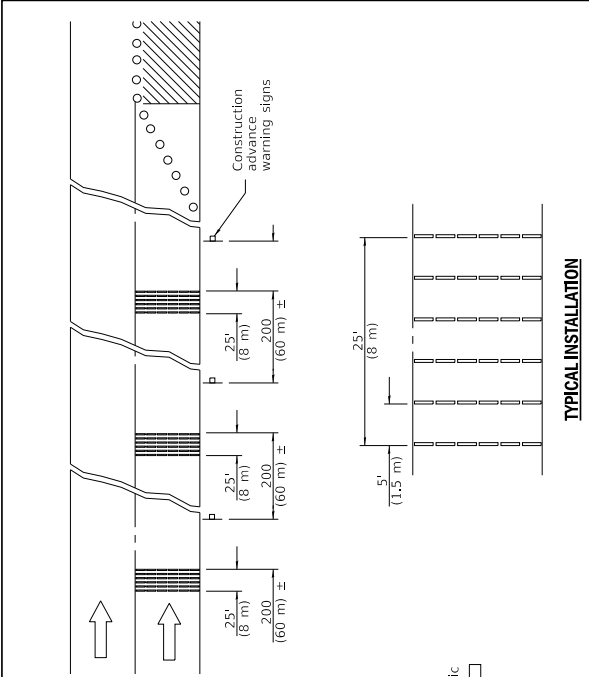 Construction
advance
warning signs
25'
(8 m)
200
(60 m) ±
25'
(8 m)
200
(60 m) ±
25'
(8 m)
200
(60 m) ±
25'
(8 m)
5'
(1.5 m)
TYPICAL INSTALLATION
ic